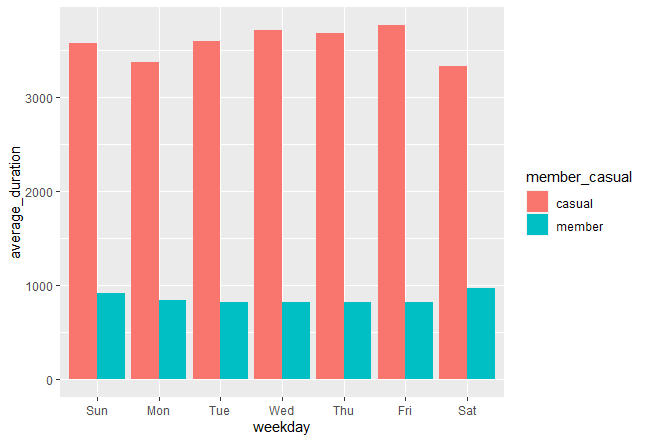 average_duration
3000
2000
1000
0
Sun Mon Tue Wed Thu Fri Sat
weekday
member_casual
casual
member